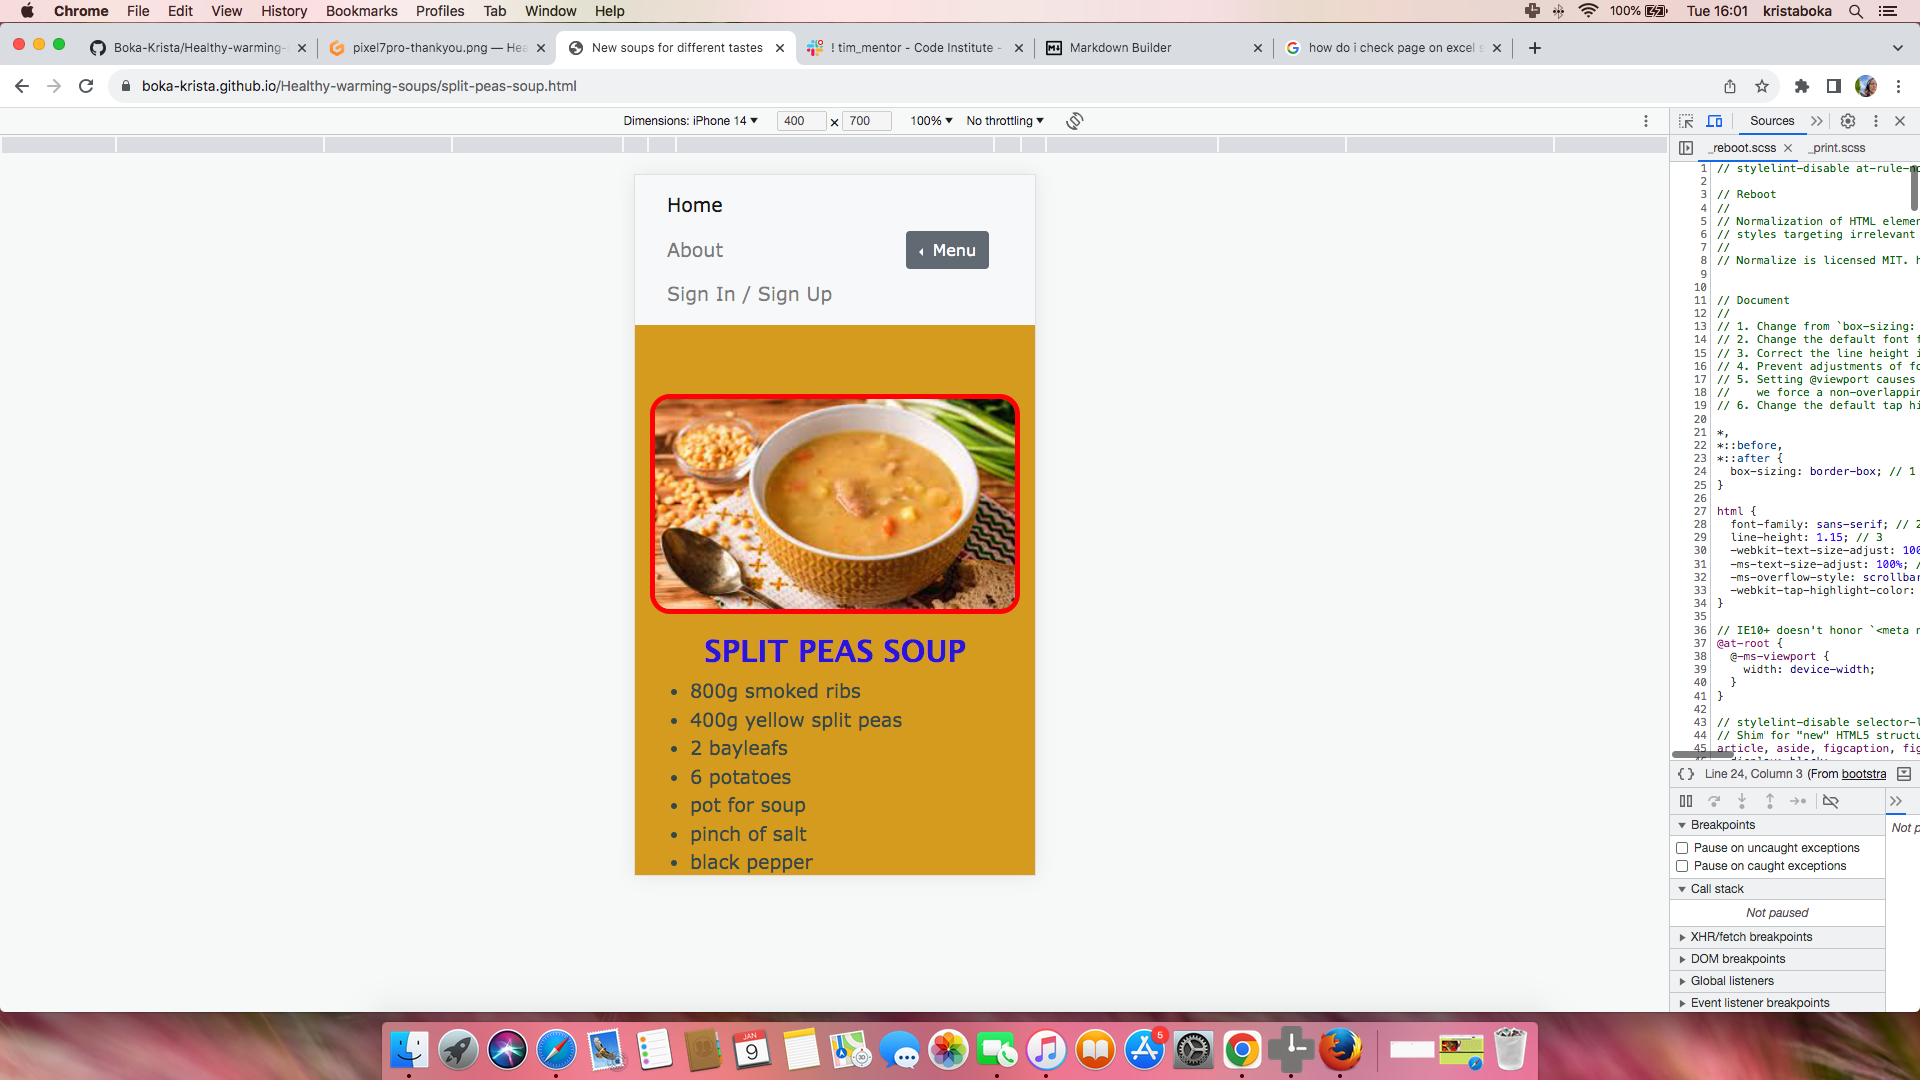 Chrome File Edit View History Bookmarks Profiles Tab Window Help 100% Tue 16:01 kristaboka
Boka-Krista/Healthy-warming- pixel7pro-thankyou.png — Hea New soups for different tastes ! tim_mentor - Code Institute - Markdown Builder how do i check page on excel s
boka-krista.github.io/Healthy-warming-soups/split-peas-soup.html
Dimensions: iPhone 14 400 × 700 100% No throttling
Sources
_reboot.scss _print.scss
Home
About
Menu
Sign In / Sign Up
SPLIT PEAS SOUP
• 800g smoked ribs
• 400g yellow split peas
• 2 bayleafs
• 6 potatoes
• pot for soup
• pinch of salt
• black pepper
1 // stylelint-disable at-rule-no
2
3 // Reboot
4 //
5 // Normalization of HTML elemen
6 // styles targeting irrelevant
7 //
8 // Normalize is licensed MIT. h
9
10
11 // Document
12 //
13 // 1. Change from `box-sizing:
14 // 2. Change the default font f
15 // 3. Correct the line height i
16 // 4. Prevent adjustments of fo
17 // 5. Setting @viewport causes
18 // we force a non-overlappin
19 // 6. Change the default tap hi
20
21 *,
22 *::before,
23 *::after {
24 box-sizing: border-box; // 1
25 }
26
27 html {
28 font-family: sans-serif; // 2
29 line-height: 1.15; // 3
30 -webkit-text-size-adjust: 100
31 -ms-text-size-adjust: 100%; /
32 -ms-overflow-style: scrollbar
33 -webkit-tap-highlight-color:
34 }
35
36 // IE10+ doesn't honor `<meta n
37 @at-root {
38 @-ms-viewport {
39 width: device-width;
40 }
41 }
42
43 // stylelint-disable selector-l
44 // Shim for "new" HTML5 structu
45 article, aside, figcaption, fig
{} Line 24, Column 3 (From bootstra
Breakpoints
Not p
Pause on uncaught exceptions
Pause on caught exceptions
Call stack
Not paused
XHR/fetch breakpoints
DOM breakpoints
Global listeners
Event listener breakpoints
JAN
9
3D
5